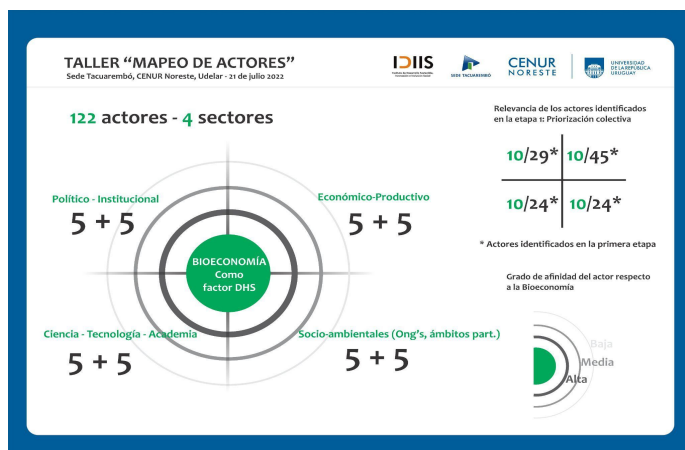 TALLER “MAPEO DE ACTORES”
Sede Tacuarembó, CENUR Noreste, Udelar - 21 de julio 2022
IDIIS
SEDE TACUAREMBÓ
CENUR
NORESTE
UNIVERSIDAD
DE LA REPÚBLICA
URUGUAY
122 actores - 4 sectores
Político - Institucional
5 + 5
Económico-Productivo
5 + 5
BIOECONOMÍA
Como
factor DHS
Ciencia - Tecnología - Academia
5 + 5
Socio-ambientales (Ong's, ámbitos part.)
5 + 5
Relevancia de los actores identificados
en la etapa 1: Priorización colectiva
10/29* 10/45*
10/24* 10/24*
* Actores identificados en la primera etapa
Grado de afinidad del actor respecto
a la Bioeconomía
Baja
Media
Alta